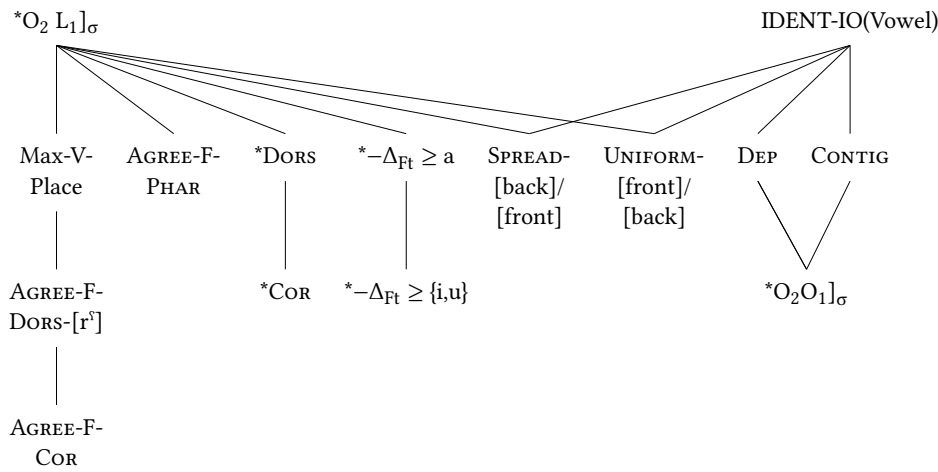 *O₂ L₁]σ IDENT-IO(Vowel)
Max-V- AGREE-F- *DORS *−ΔFt ≥ a SPREAD- UNIFORM- DEP CONTIG
Place PHAR [back]/ [front]/
[front] [back]
AGREE-F- *COR *−ΔFt ≥ {i,u} *O₂O₁]σ
DORS-[rˤ]
AGREE-F-
COR